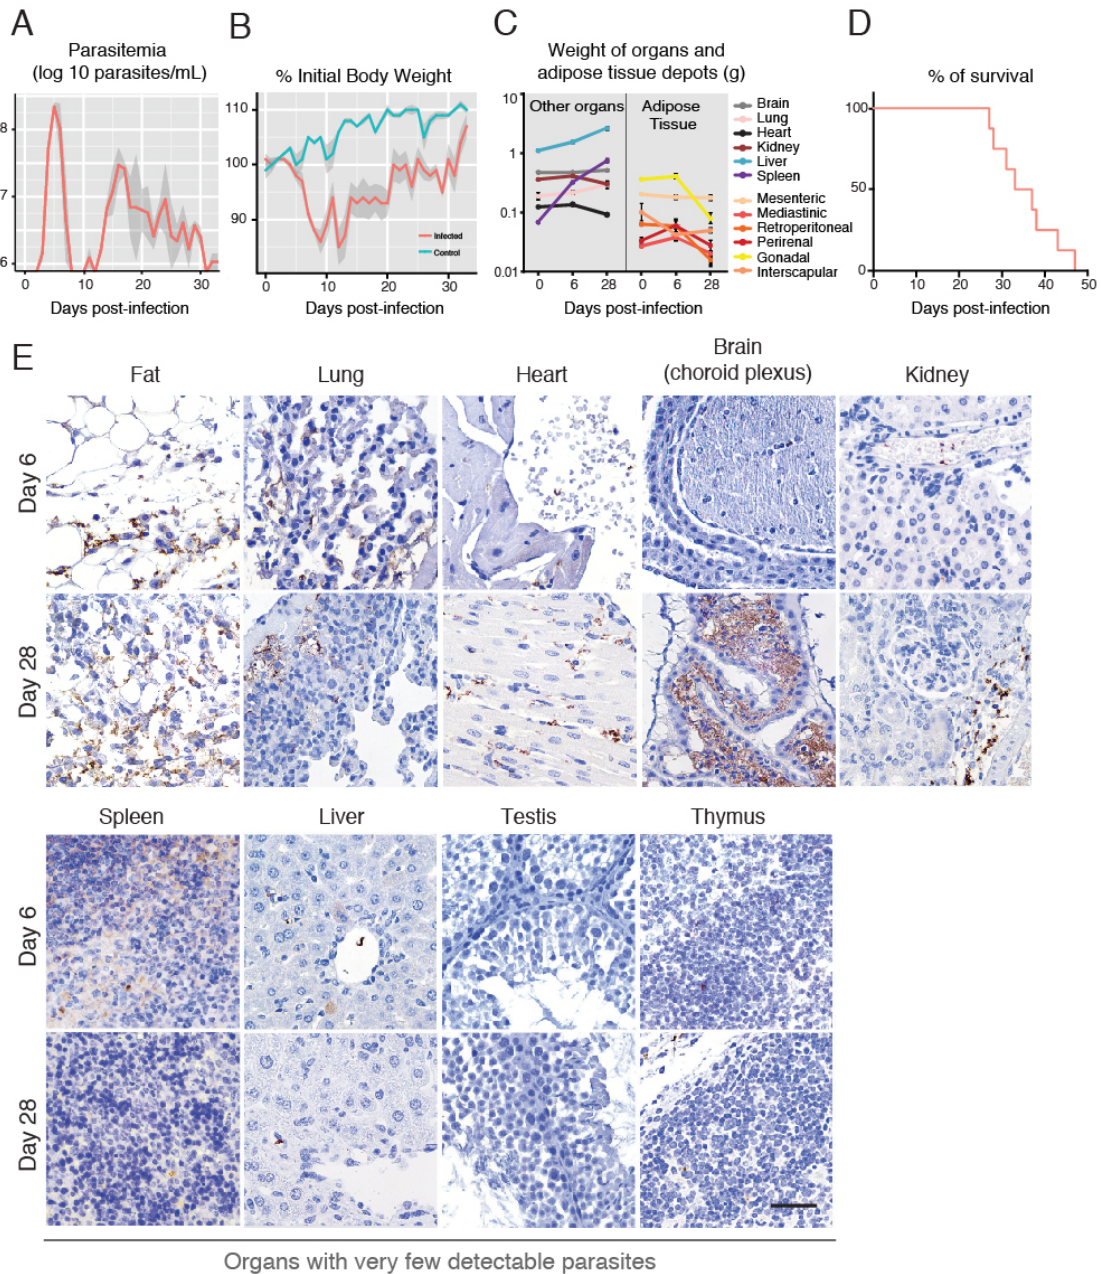 A
Parasitemia
(log 10 parasites/mL)
8
7
6
0 10 20 30
Days post-infection
B
% Initial Body Weight
110
100
90
Infected
Control
0 10 20 30
Days post-infection
C
Weight of organs and
adipose tissue depots (g)
10
1
0.1
0.01
Other organs
Adipose
Tissue
0 6 28 0 6 28
Days post-infection
Brain
Lung
Heart
Kidney
Liver
Spleen
Mesenteric
Mediastinic
Retroperitoneal
Perirenal
Gonadal
Interscapular
D
% of survival
100
50
0
0 10 20 30 40 50
Days post-infection
E
Fat
Lung
Heart
Brain
(choroid plexus)
Kidney
Day 6
Day 28
Spleen
Liver
Testis
Thymus
Day 6
Day 28
Organs with very few detectable parasites